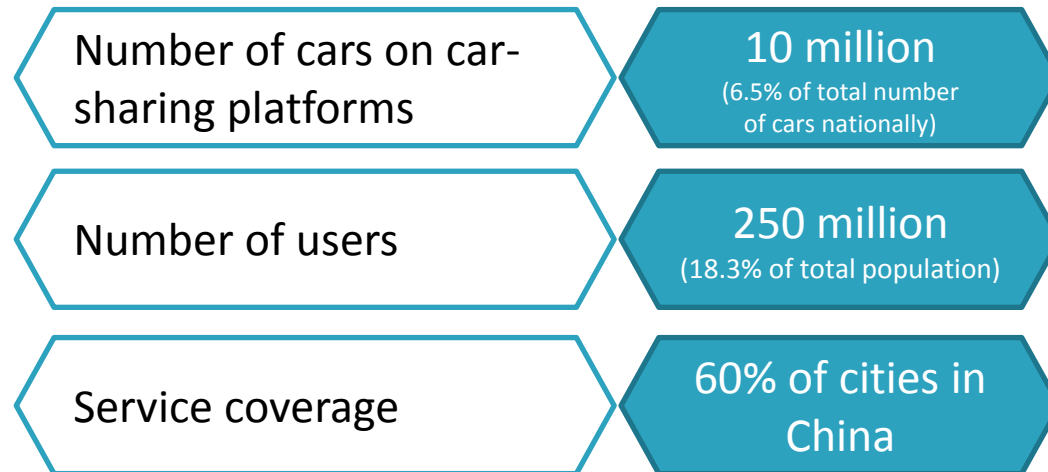 Number of cars on car-
sharing platforms
10 million
(6.5% of total number
of cars nationally)
Number of users
250 million
(18.3% of total population)
Service coverage
60% of cities in
China